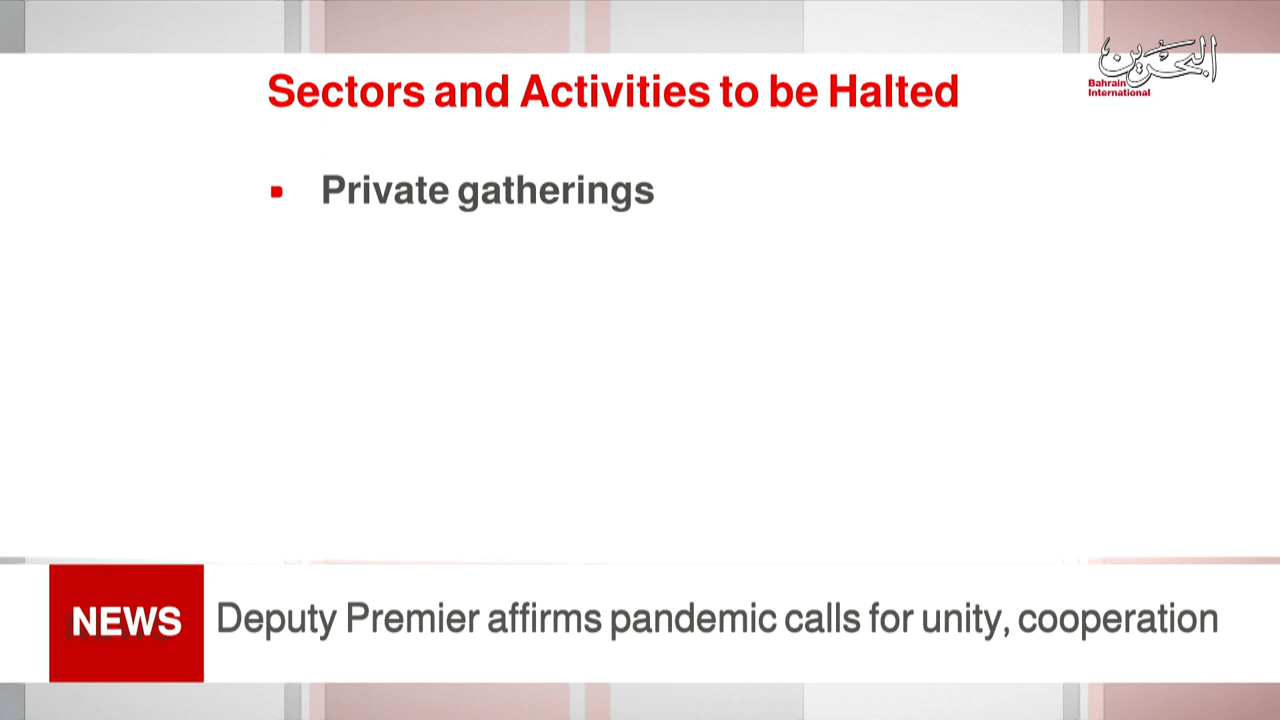 Sectors and Activities to be Halted
البحرين
Bahrain
International
Private gatherings
NEWS
Deputy Premier affirms pandemic calls for unity, cooperation